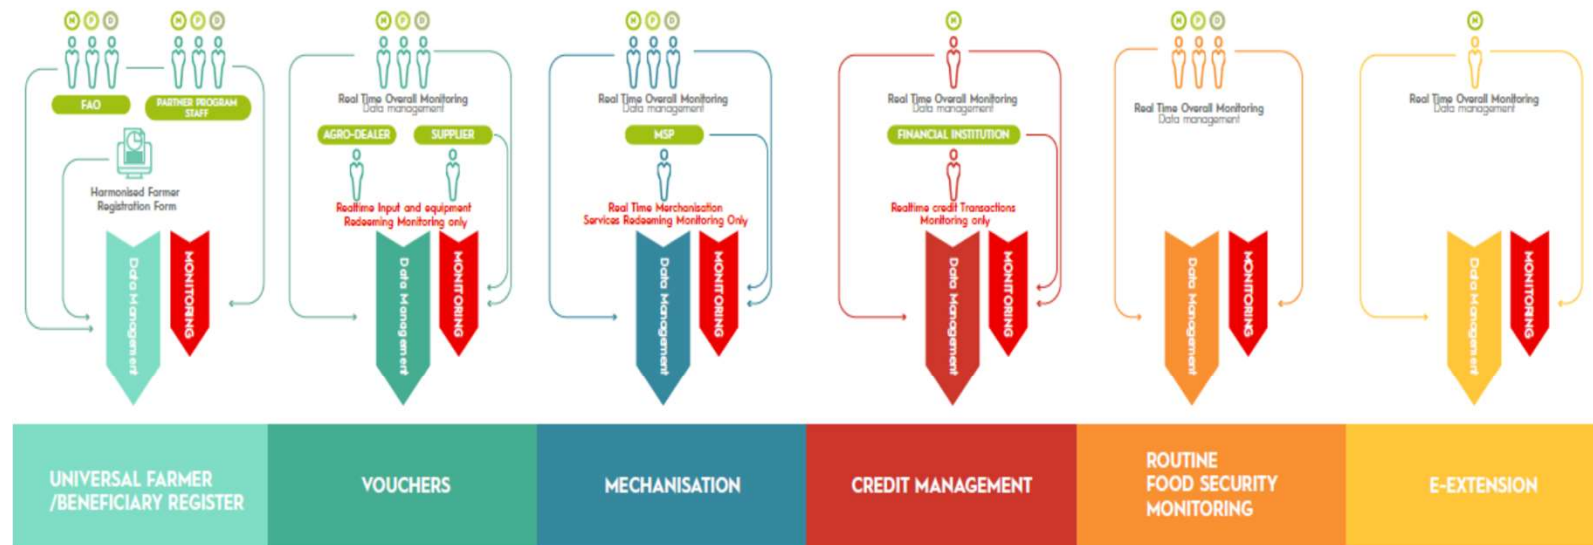 M P D
M P D
FAO
PARTNER PROGRAM
STAFF
Harmonised Farmer
Registration Form
Data Management
MONITORING
UNIVERSAL FARMER
/BENEFICIARY REGISTER
M P D
Real Time Overall Monitoring
Data management
AGRO-DEALER
SUPPLIER
Realtime Input and equipment
Redeeming Monitoring only
Data Management
MONITORING
VOUCHERS
M P D
Real Time Overall Monitoring
Data management
MSP
Real Time Merchanisation
Services Redeeming Monitoring Only
Data Management
MONITORING
MECHANISATION
M
Real Time Overall Monitoring
Data management
FINANCIAL INSTITUTION
Realtime credit Transactions
Monitoring only
Data Management
MONITORING
CREDIT MANAGEMENT
M P D
Real Time Overall Monitoring
Data management
Data Management
MONITORING
ROUTINE
FOOD SECURITY
MONITORING
M
Real Time Overall Monitoring
Data management
Data Management
MONITORING
E-EXTENSION